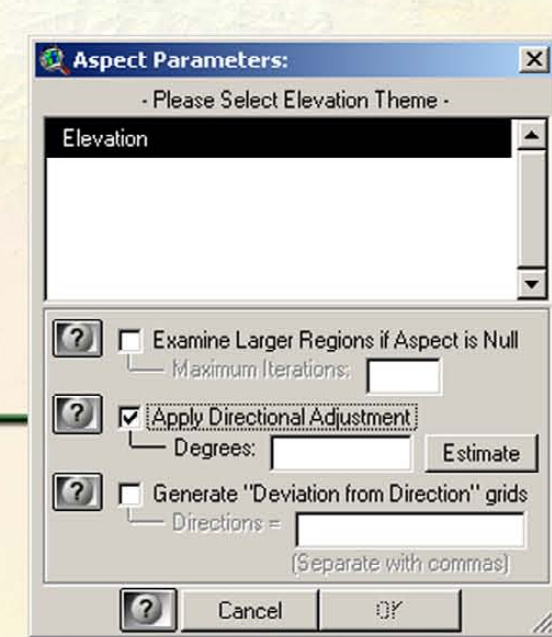 Aspect Parameters:
- Please Select Elevation Theme -
Elevation
? Examine Larger Regions if Aspect is Null
Maximum Iterations:
? Apply Directional Adjustment
Degrees: Estimate
? Generate "Deviation from Direction" grids
Directions =
(Separate with commas)
? Cancel OK